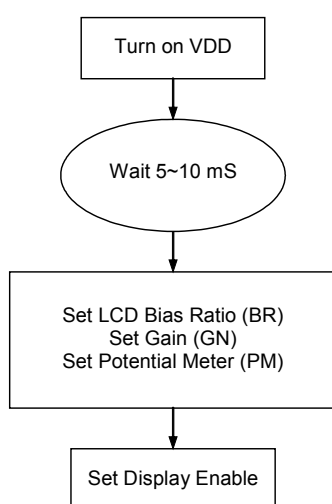 Turn on VDD
Wait 5~10 mS
Set LCD Bias Ratio (BR)
Set Gain (GN)
Set Potential Meter (PM)
Set Display Enable